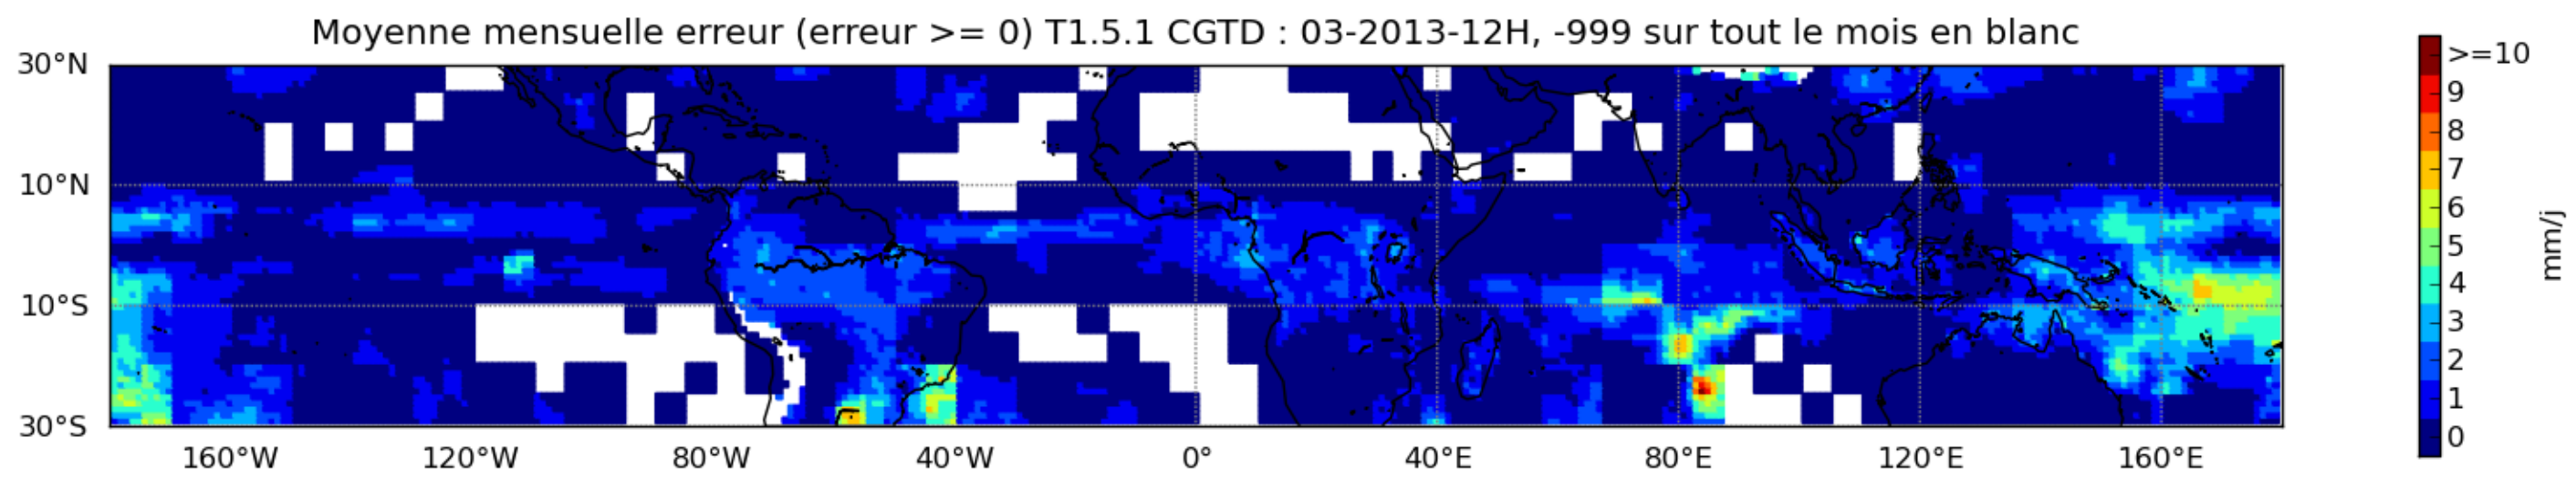 Moyenne mensuelle erreur (erreur >= 0) T1.5.1 CGTD : 03-2013-12H, -999 sur tout le mois en blanc
30°N
10°N
10°S
30°S
160°W 120°W 80°W 40°W 0° 40°E 80°E 120°E 160°E
>=10
9
8
7
6
5
4
3
2
1
0
mm/j